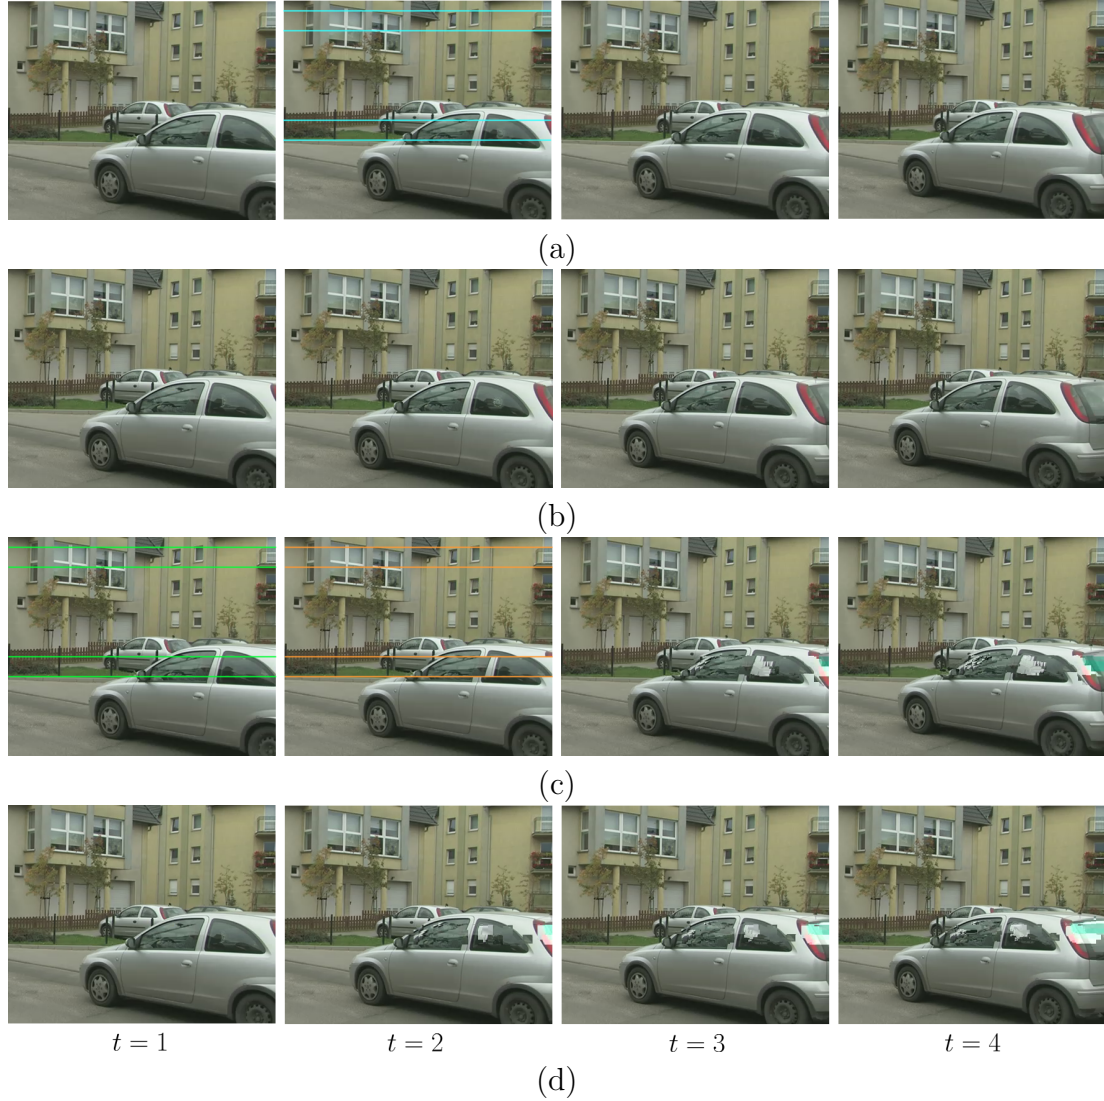 (a)
(b)
(c)
t = 1 t = 2 t = 3 t = 4
(d)